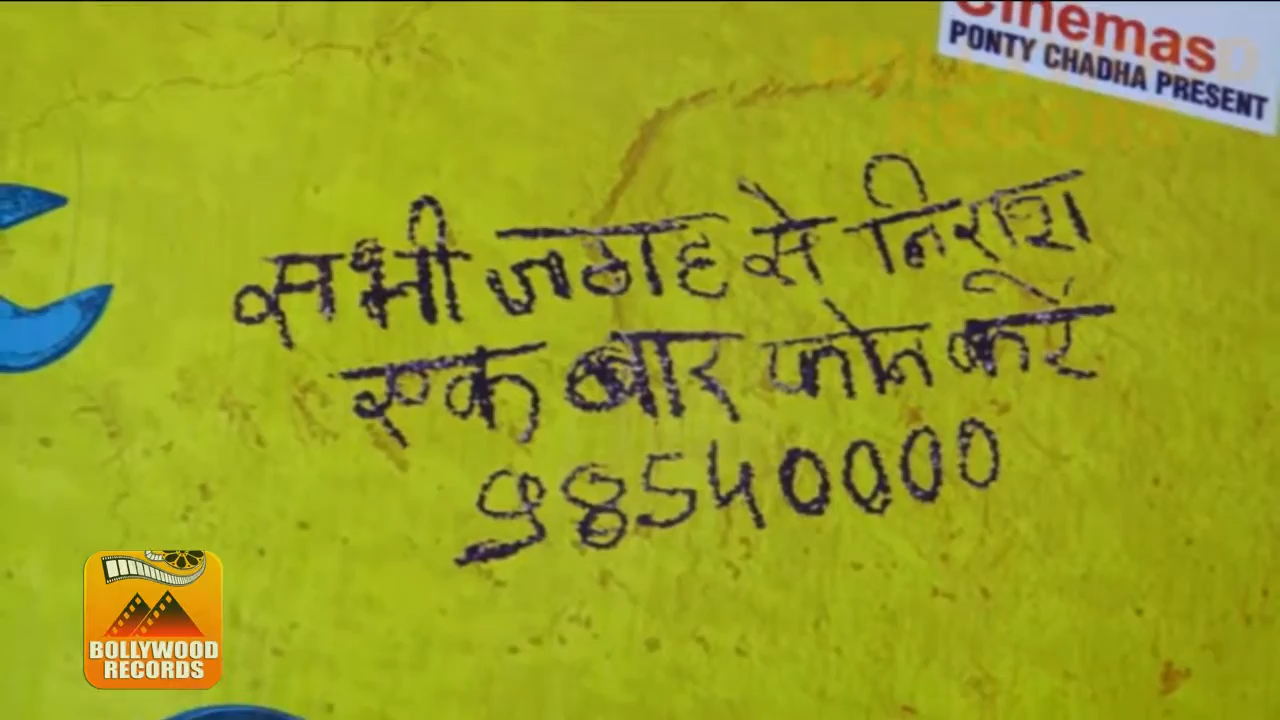 Cinemas
PONTY CHADHA PRESENT
सभी जगह से निराश
एक बार फोन करें
98540000
BOLLYWOOD
RECORDS